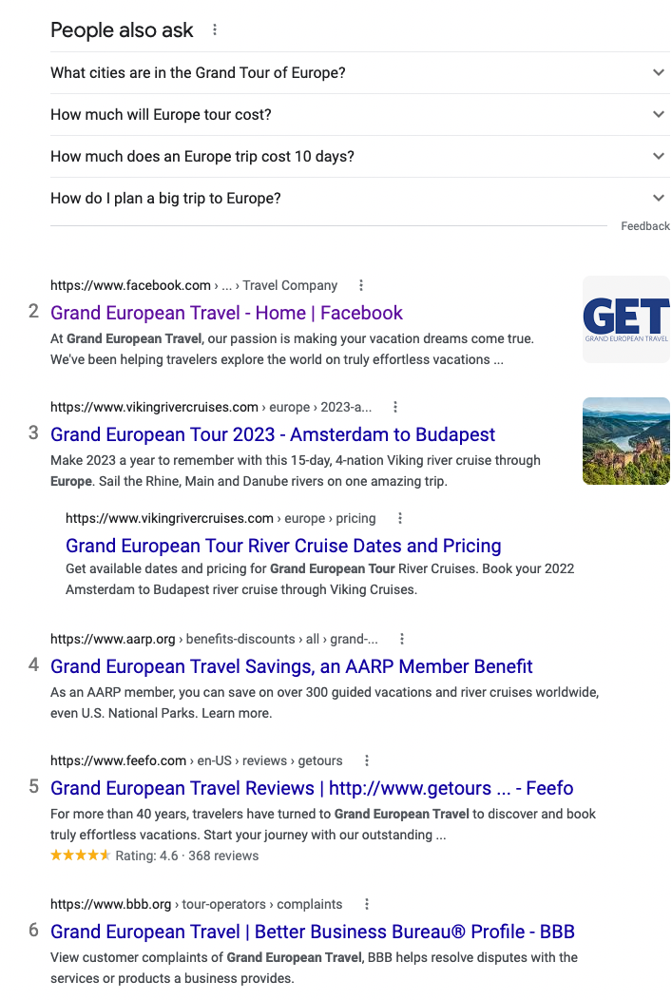 People also ask
What cities are in the Grand Tour of Europe?
How much will Europe tour cost?
How much does an Europe trip cost 10 days?
How do I plan a big trip to Europe?
Feedback
https://www.facebook.com › ... › Travel Company
2 Grand European Travel - Home | Facebook
At Grand European Travel, our passion is making your vacation dreams come true.
We've been helping travelers explore the world on truly effortless vacations ...
GET
GRAND EUROPEAN TRAVEL
https://www.vikingrivercruises.com › europe › 2023-a...
3 Grand European Tour 2023 - Amsterdam to Budapest
Make 2023 a year to remember with this 15-day, 4-nation Viking river cruise through
Europe. Sail the Rhine, Main and Danube rivers on one amazing trip.
https://www.vikingrivercruises.com › europe › pricing
Grand European Tour River Cruise Dates and Pricing
Get available dates and pricing for Grand European Tour River Cruises. Book your 2022
Amsterdam to Budapest river cruise through Viking Cruises.
https://www.aarp.org › benefits-discounts › all › grand-...
4 Grand European Travel Savings, an AARP Member Benefit
As an AARP member, you can save on over 300 guided vacations and river cruises worldwide,
even U.S. National Parks. Learn more.
https://www.feefo.com › en-US › reviews › getours
5 Grand European Travel Reviews | http://www.getours ... - Feefo
For more than 40 years, travelers have turned to Grand European Travel to discover and book
truly effortless vacations. Start your journey with our outstanding ...
Rating: 4.6 · 368 reviews
https://www.bbb.org › tour-operators › complaints
6 Grand European Travel | Better Business Bureau® Profile - BBB
View customer complaints of Grand European Travel, BBB helps resolve disputes with the
services or products a business provides.